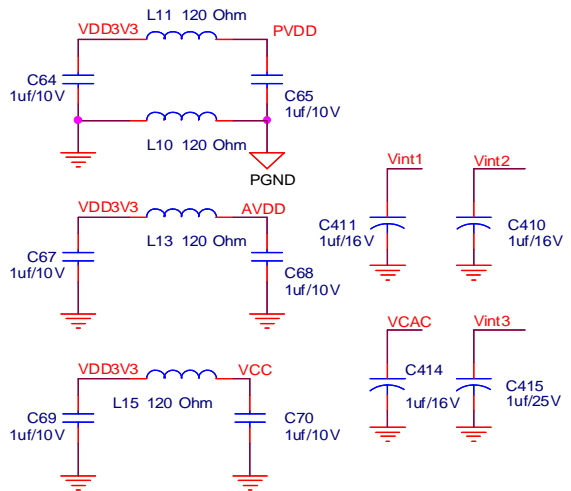 L11 120 Ohm
VDD3V3
PVDD
C64
1uf/10V
C65
1uf/10V
L10 120 Ohm
PGND
VDD3V3
AVDD
L13 120 Ohm
C67
1uf/10V
C68
1uf/10V
VDD3V3
VCC
L15 120 Ohm
C69
1uf/10V
C70
1uf/10V
Vint1
Vint2
C411
1uf/16V
C410
1uf/16V
VCAC
Vint3
C414
1uf/16V
C415
1uf/25V